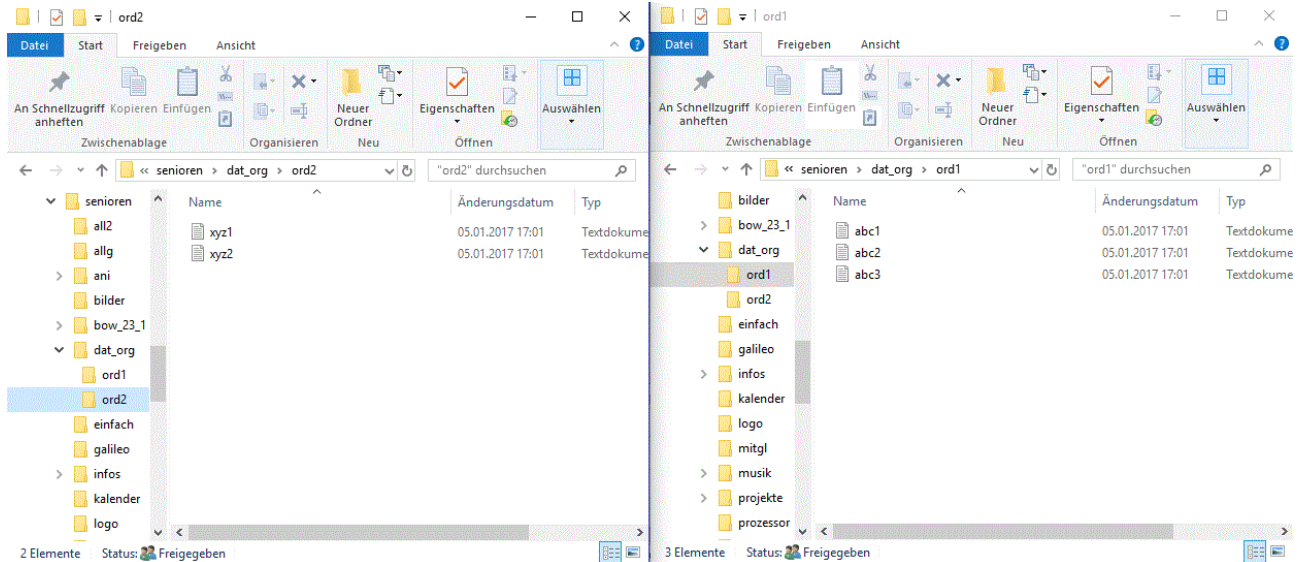 ord2
Datei Start Freigeben Ansicht
An Schnellzugriff anheften
Kopieren
Einfügen
Neuer Ordner
Eigenschaften
Auswählen
Zwischenablage Organisieren Neu Öffnen
« senioren > dat_org > ord2
"ord2" durchsuchen
senioren
all2
allg
ani
bilder
bow_23_1
dat_org
ord1
ord2
einfach
galileo
infos
kalender
logo
Name Änderungsdatum Typ
xyz1 05.01.2017 17:01 Textdokume
xyz2 05.01.2017 17:01 Textdokume
2 Elemente Status: Freigegeben
ord1
Datei Start Freigeben Ansicht
An Schnellzugriff anheften
Kopieren
Einfügen
Neuer Ordner
Eigenschaften
Auswählen
Zwischenablage Organisieren Neu Öffnen
« senioren > dat_org > ord1
"ord1" durchsuchen
bilder
bow_23_1
dat_org
ord1
ord2
einfach
galileo
infos
kalender
logo
mitgl
musik
projekte
prozessor
Name Änderungsdatum Typ
abc1 05.01.2017 17:01 Textdokume
abc2 05.01.2017 17:01 Textdokume
abc3 05.01.2017 17:01 Textdokume
3 Elemente Status: Freigegeben